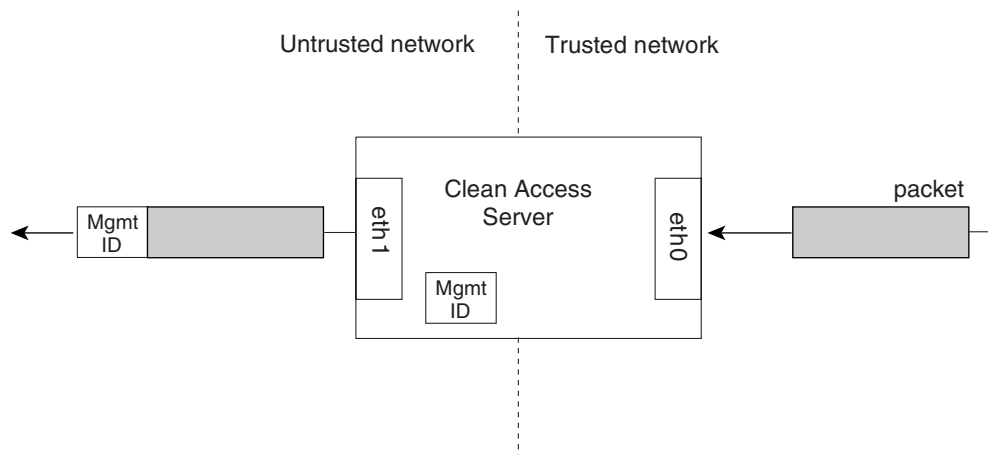 Untrusted network
Trusted network
Clean Access
Server
packet
Mgmt
ID
eth1
eth0
Mgmt
ID